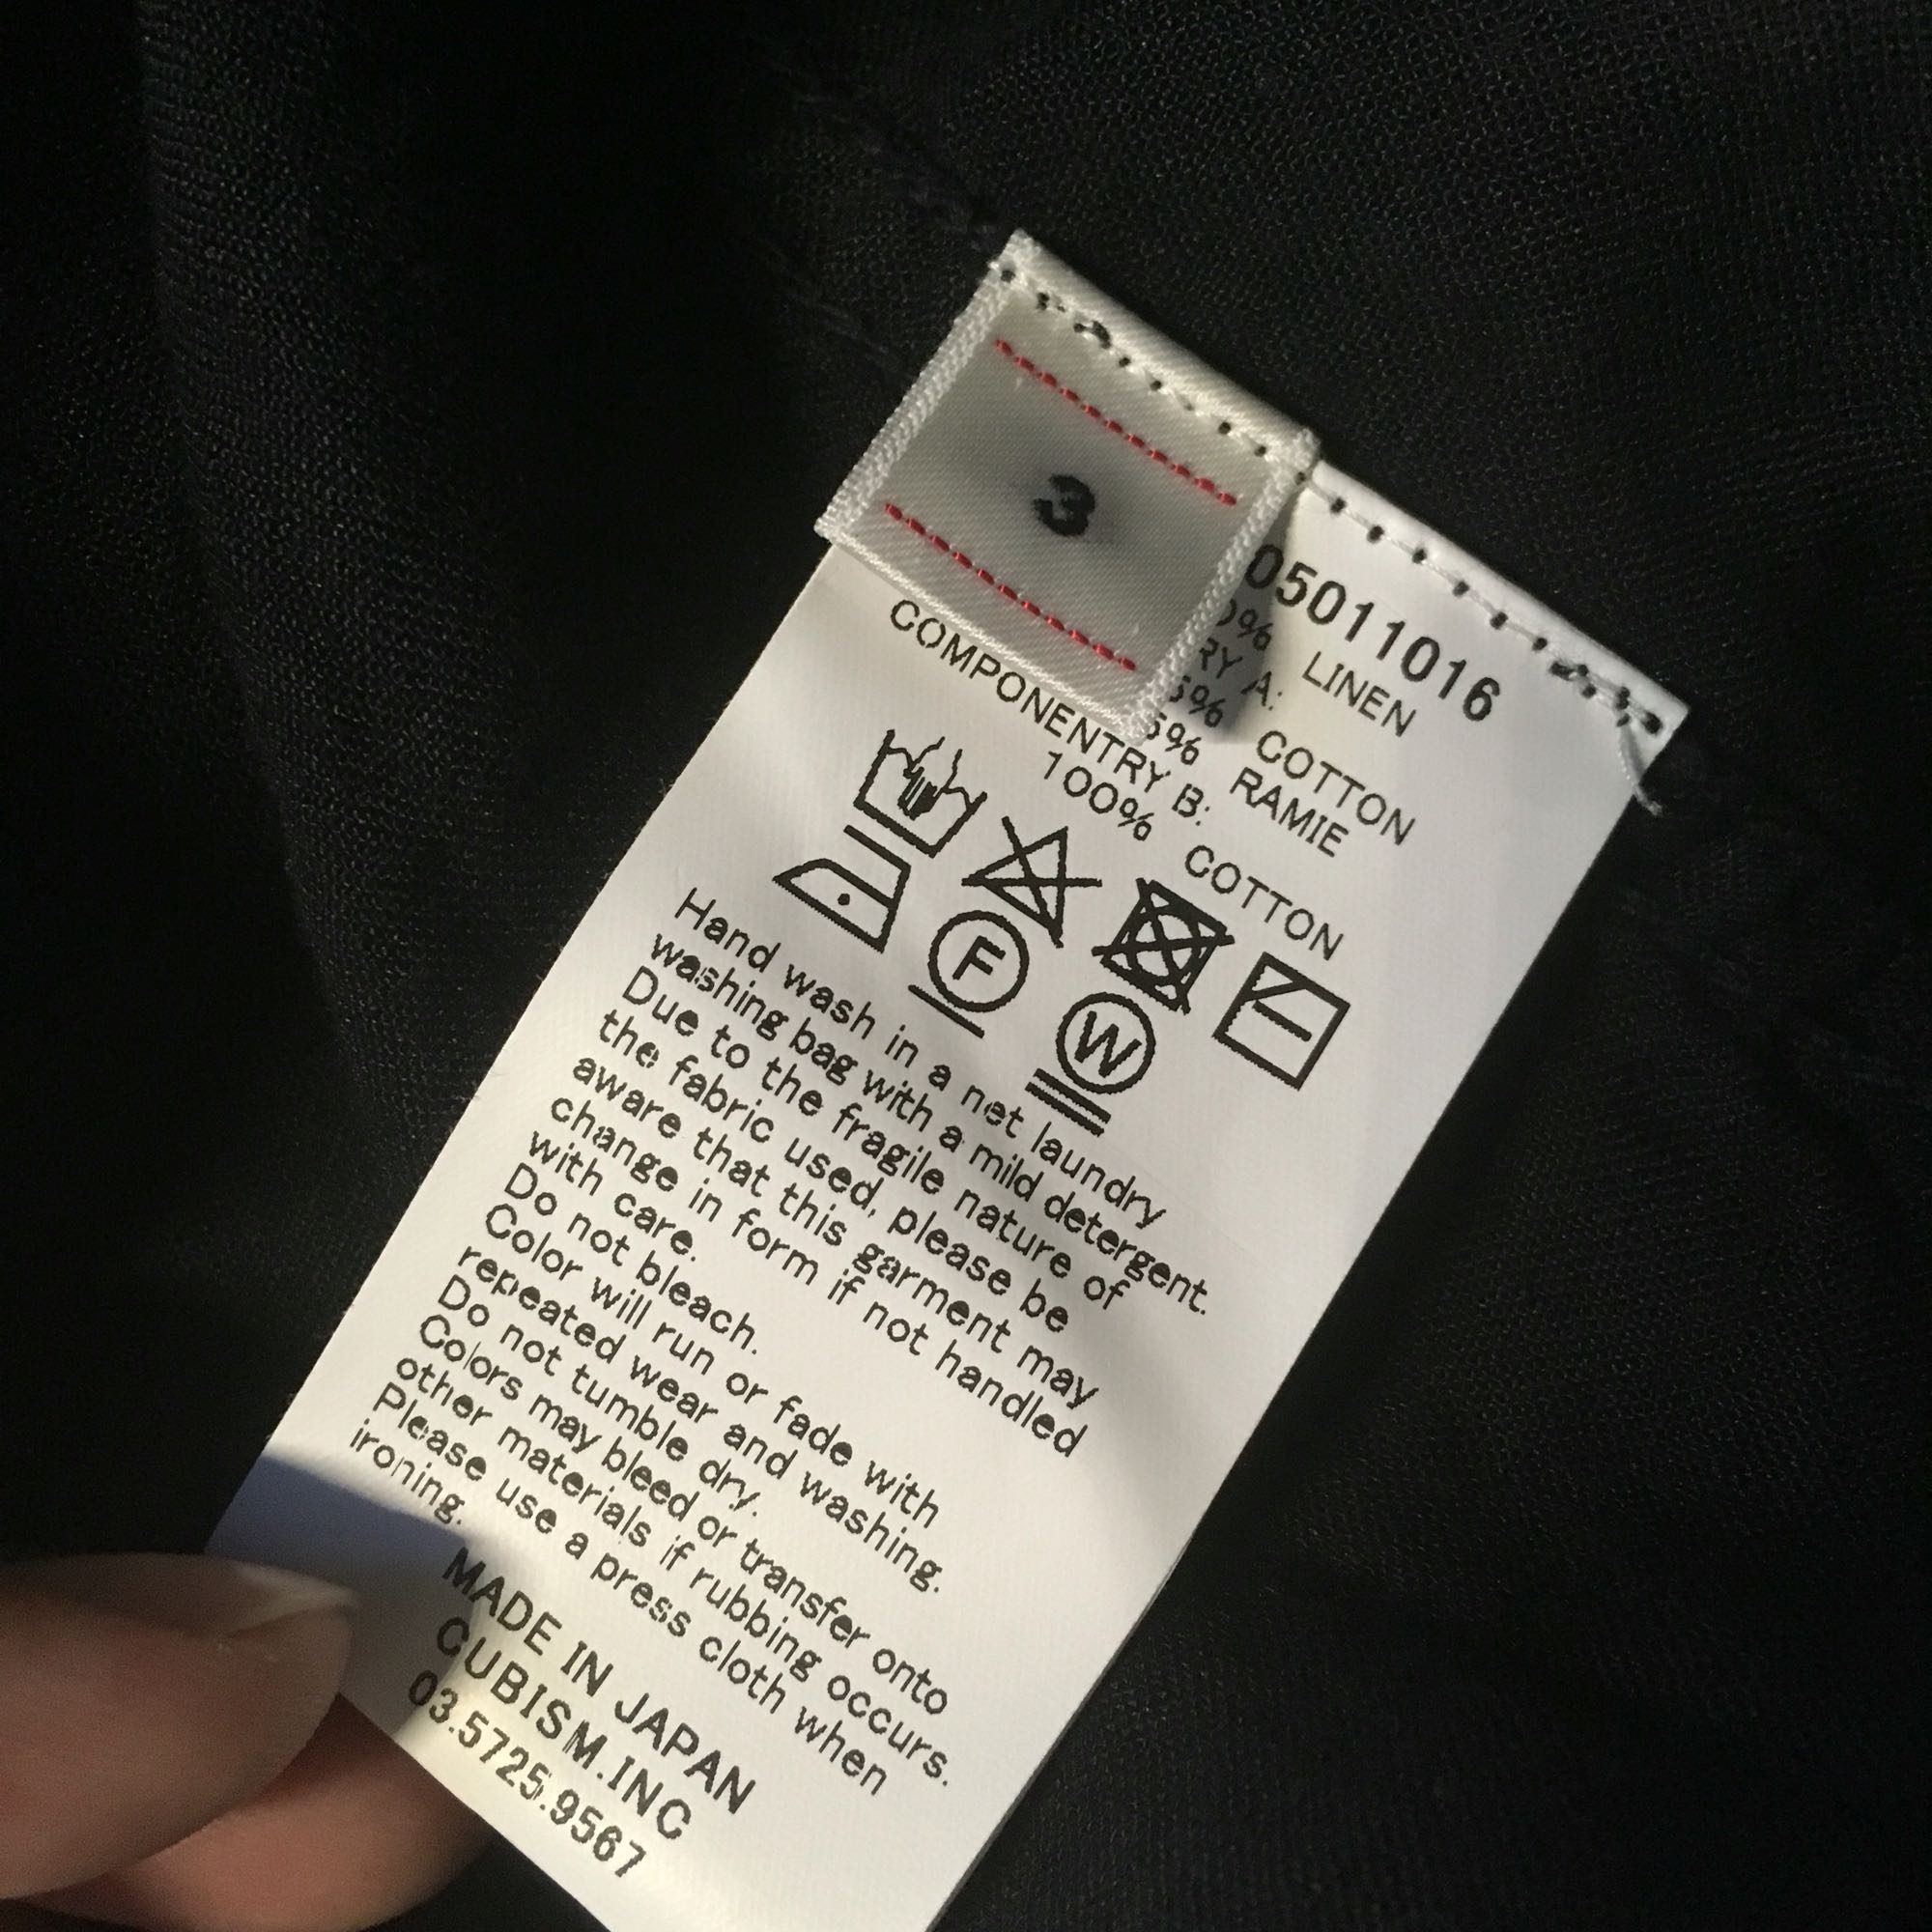 3
05011016
LINEN
RY A:
COTTON
RAMIE
COMPONENTRY B:
100% COTTON
F
W
Hand wash in a net laundry
washing bag with a mild detergent.
Due to the fragile nature of
the fabric used, please be
aware that this garment may
change in form if not handled
with care.
Do not bleach.
Color will run or fade with
repeated wear and washing.
Do not tumble dry.
Colors may bleed or transfer onto
other materials if rubbing occurs.
Please use a press cloth when
ironing.
MADE IN JAPAN
CUBISM.INC
03.5725.9567